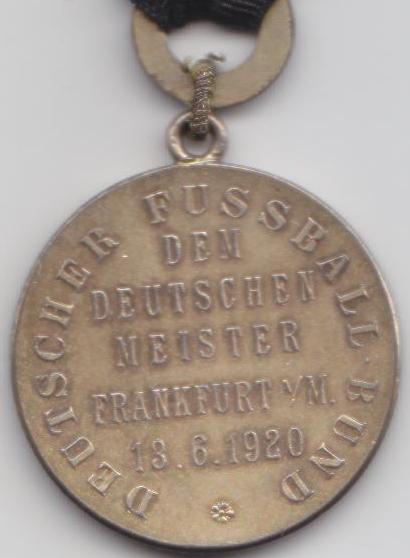 DEUTSCHER FUSSBALL-BUND
DEM
DEUTSCHEN
MEISTER
FRANKFURT a/M.
13.6.1920